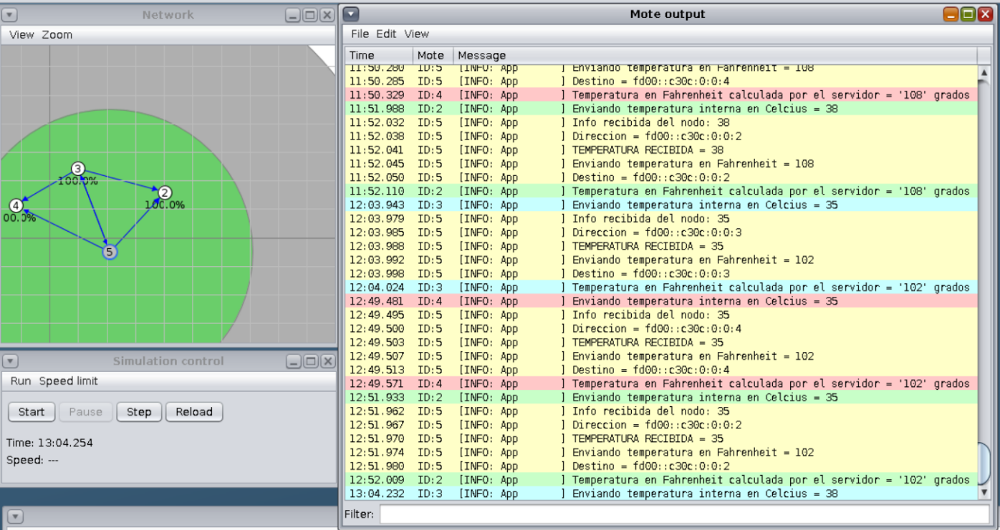 Network
View Zoom
3
100.0%
2
100.0%
4
00.0%
5
Simulation control
Run Speed limit
Start Pause Step Reload
Time: 13:04.254
Speed: ---
Mote output
File Edit View
Time Mote Message
11:50.280 ID:5 [INFO: App ] Enviando temperatura en Fahrenheit = 108
11:50.285 ID:5 [INFO: App ] Destino = fd00::c30c:0:0:4
11:50.329 ID:4 [INFO: App ] Temperatura en Fahrenheit calculada por el servidor = '108' grados
11:51.988 ID:2 [INFO: App ] Enviando temperatura interna en Celcius = 38
11:52.032 ID:5 [INFO: App ] Info recibida del nodo: 38
11:52.038 ID:5 [INFO: App ] Direccion = fd00::c30c:0:0:2
11:52.041 ID:5 [INFO: App ] TEMPERATURA RECIBIDA = 38
11:52.045 ID:5 [INFO: App ] Enviando temperatura en Fahrenheit = 108
11:52.050 ID:5 [INFO: App ] Destino = fd00::c30c:0:0:2
11:52.110 ID:2 [INFO: App ] Temperatura en Fahrenheit calculada por el servidor = '108' grados
12:03.943 ID:3 [INFO: App ] Enviando temperatura interna en Celcius = 35
12:03.979 ID:5 [INFO: App ] Info recibida del nodo: 35
12:03.985 ID:5 [INFO: App ] Direccion = fd00::c30c:0:0:3
12:03.988 ID:5 [INFO: App ] TEMPERATURA RECIBIDA = 35
12:03.992 ID:5 [INFO: App ] Enviando temperatura en Fahrenheit = 102
12:03.998 ID:5 [INFO: App ] Destino = fd00::c30c:0:0:3
12:04.024 ID:3 [INFO: App ] Temperatura en Fahrenheit calculada por el servidor = '102' grados
12:49.481 ID:4 [INFO: App ] Enviando temperatura interna en Celcius = 35
12:49.495 ID:5 [INFO: App ] Info recibida del nodo: 35
12:49.500 ID:5 [INFO: App ] Direccion = fd00::c30c:0:0:4
12:49.503 ID:5 [INFO: App ] TEMPERATURA RECIBIDA = 35
12:49.507 ID:5 [INFO: App ] Enviando temperatura en Fahrenheit = 102
12:49.513 ID:5 [INFO: App ] Destino = fd00::c30c:0:0:4
12:49.571 ID:4 [INFO: App ] Temperatura en Fahrenheit calculada por el servidor = '102' grados
12:51.933 ID:2 [INFO: App ] Enviando temperatura interna en Celcius = 35
12:51.962 ID:5 [INFO: App ] Info recibida del nodo: 35
12:51.967 ID:5 [INFO: App ] Direccion = fd00::c30c:0:0:2
12:51.970 ID:5 [INFO: App ] TEMPERATURA RECIBIDA = 35
12:51.974 ID:5 [INFO: App ] Enviando temperatura en Fahrenheit = 102
12:51.980 ID:5 [INFO: App ] Destino = fd00::c30c:0:0:2
12:52.009 ID:2 [INFO: App ] Temperatura en Fahrenheit calculada por el servidor = '102' grados
13:04.232 ID:3 [INFO: App ] Enviando temperatura interna en Celcius = 38
Filter: